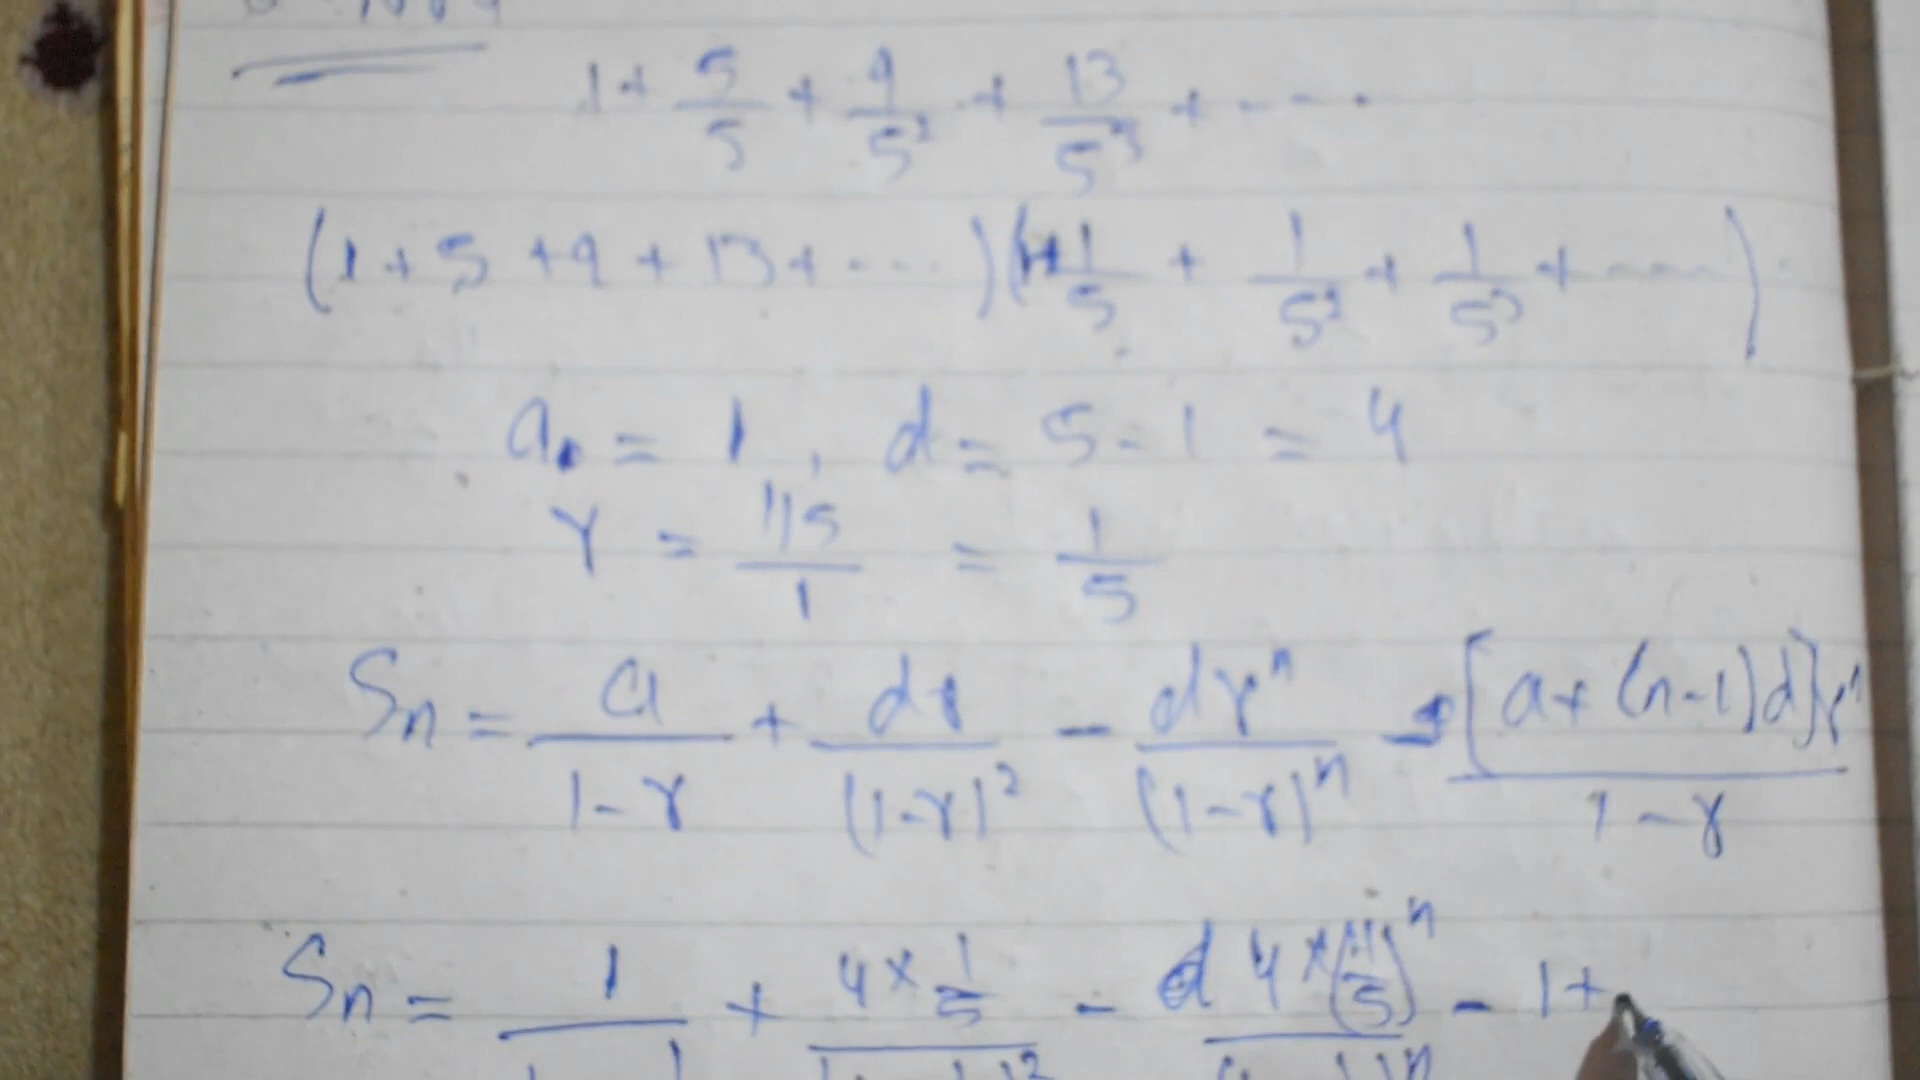 1 + 5/5 + 9/5² + 13/5³ + ....
(1 + 5 + 9 + 13 + ....) (1 + 1/5 + 1/5² + 1/5³ + ....)
a = 1, d = 5 - 1 = 4
r = 1/5 / 1 = 1/5
Sn = a/(1-r) + dr/(1-r)² - drⁿ/(1-r)ⁿ - [a + (n-1)d}rⁿ/1-r
Sn = 1 + 4 × 1/5 - 4 × (1/5)ⁿ - 1 +